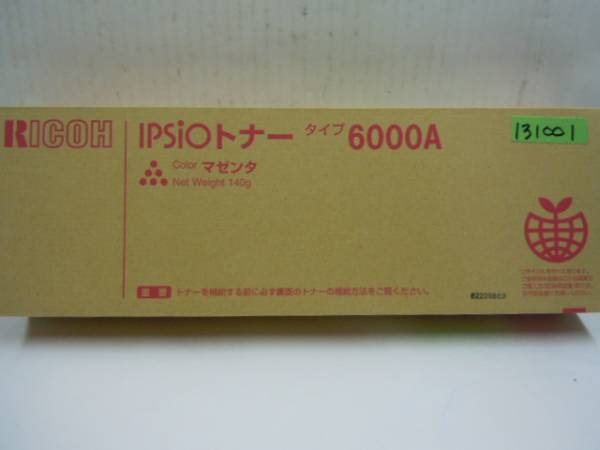 RICOH
IPSiOトナー タイプ 6000A
131001
Color マゼンタ
Net Weight 140g
重要 トナーを補給する前に必ず裏面のトナーの補給方法をご覧ください。